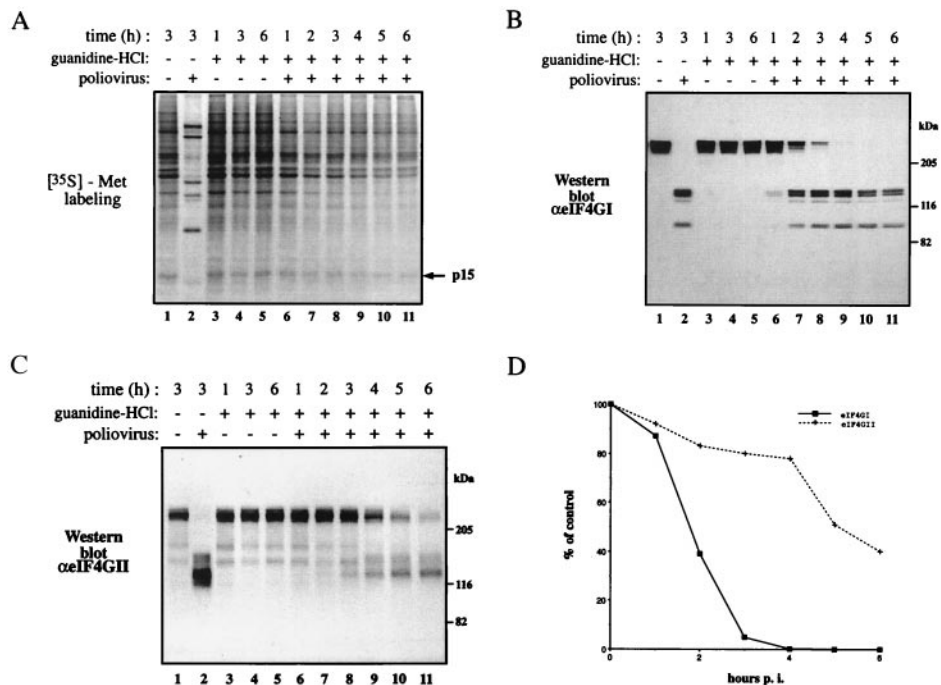 A
time (h) : 3 3 1 3 6 1 2 3 4 5 6
guanidine-HCl: - - + + + + + + + + +
poliovirus: - + - - - + + + + + +
[³⁵S] - Met
labeling
p15
1 2 3 4 5 6 7 8 9 10 11
B
time (h) : 3 3 1 3 6 1 2 3 4 5 6
guanidine-HCl: - - + + + + + + + + +
poliovirus: - + - - - + + + + + +
kDa
205
Western
blot
αeIF4GI
116
82
1 2 3 4 5 6 7 8 9 10 11
C
time (h) : 3 3 1 3 6 1 2 3 4 5 6
guanidine-HCl: - - + + + + + + + + +
poliovirus: - + - - - + + + + + +
kDa
205
Western
blot
αeIF4GII
116
82
1 2 3 4 5 6 7 8 9 10 11
D
eIF4GI
eIF4GII
% of control
100
80
60
40
20
0
0 2 4 6
hours p. i.